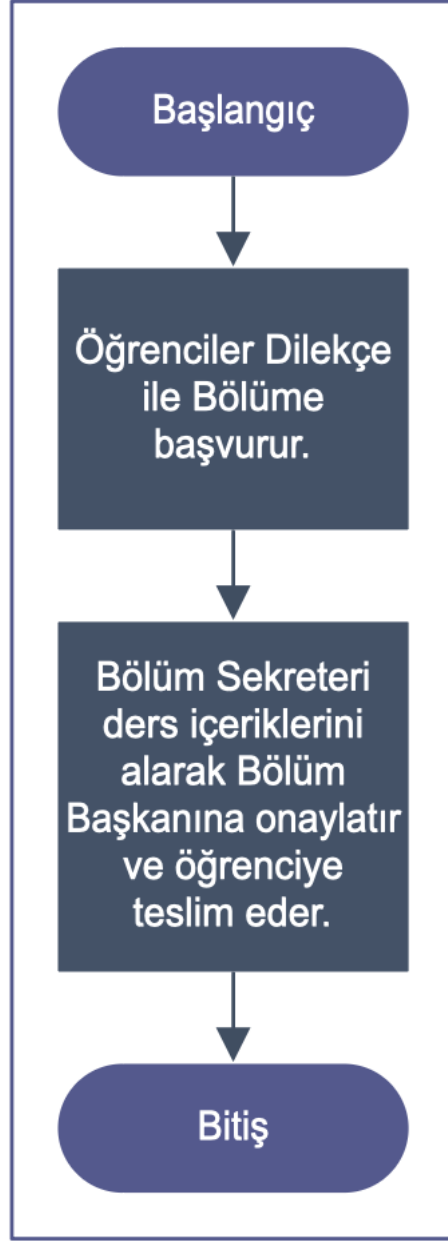 Başlangıç
Öğrenciler Dilekçe
ile Bölüme
başvurur.
Bölüm Sekreteri
ders içeriklerini
alarak Bölüm
Başkanına onaylatır
ve öğrenciye
teslim eder.
Bitiş